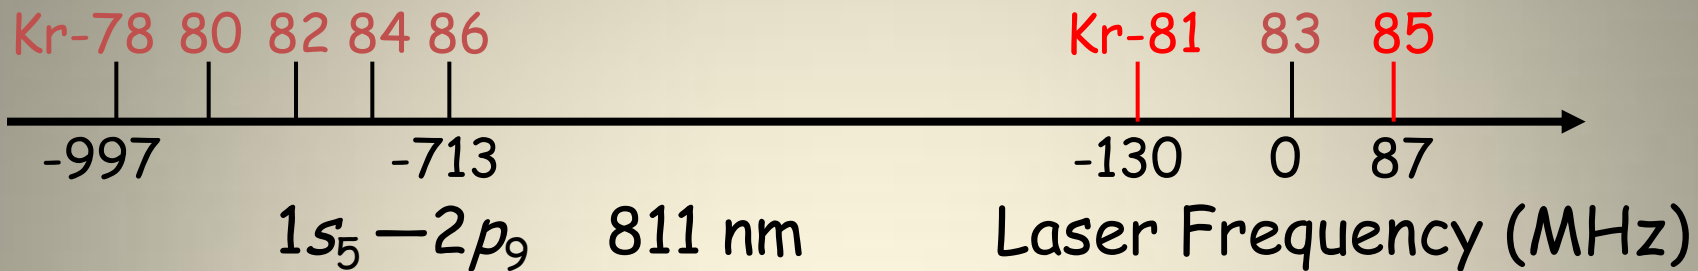 Kr-78 80 82 84 86 Kr-81 83 85
-997 -713 -130 0 87
1s₅ — 2p₉ 811 nm Laser Frequency (MHz)